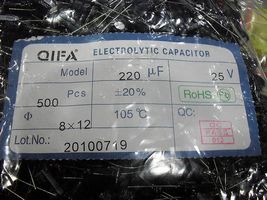 QIFA ELECTROLYTIC CAPACITOR
Model 220 μF 25 V
500 Pcs ±20% RoHS
Φ 8×12 105℃ QC:
Lot.No.: 20100719